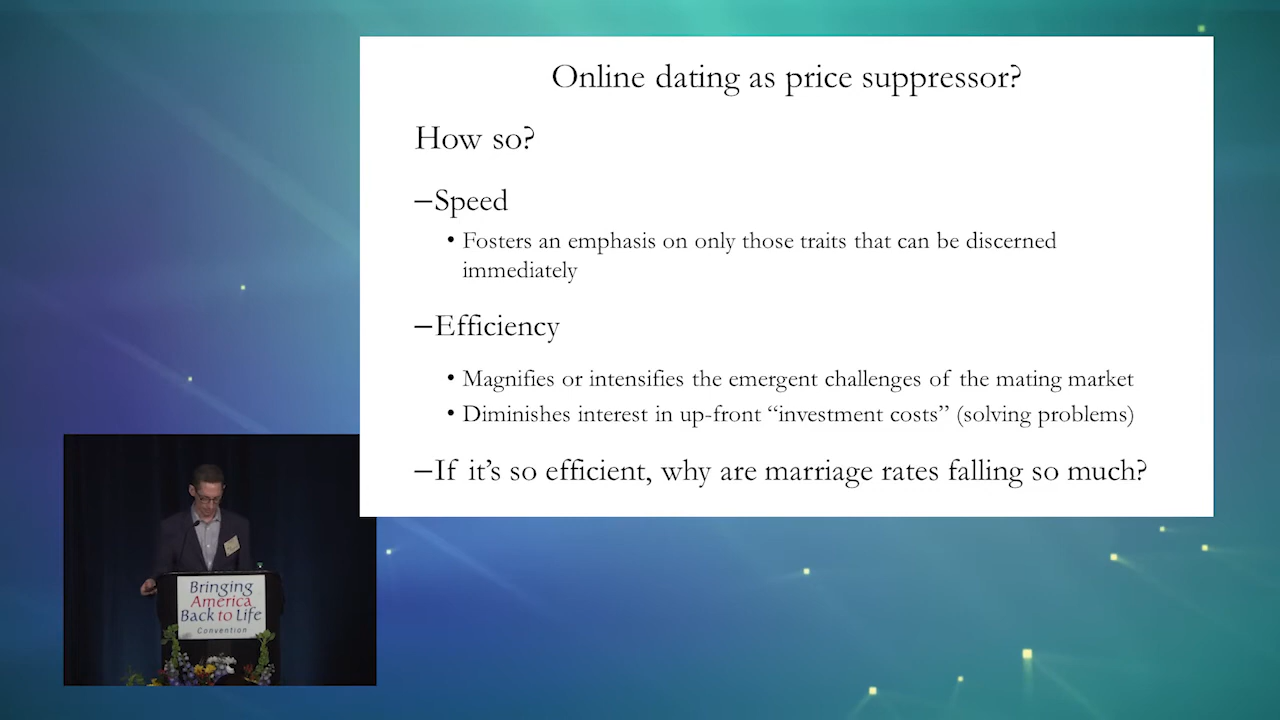 Online dating as price suppressor?
How so?
–Speed
• Fosters an emphasis on only those traits that can be discerned
immediately
–Efficiency
• Magnifies or intensifies the emergent challenges of the mating market
• Diminishes interest in up-front “investment costs” (solving problems)
–If it’s so efficient, why are marriage rates falling so much?
Bringing
America
Back to Life
Convention